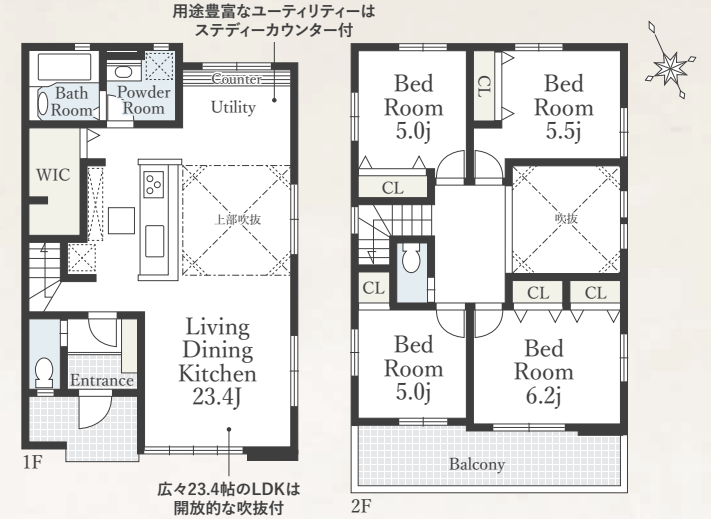 用途豊富なユーティリティーは
ステディーカウンター付
Counter
Utility
Bath
Room
Powder
Room
WIC
上部吹抜
Living
Dining
Kitchen
23.4J
Entrance
1F
広々23.4帖のLDKは
開放的な吹抜付
Bed
Room
5.0j
CL
Bed
Room
5.5j
CL
吹抜
CL
CL
CL
Bed
Room
5.0j
Bed
Room
6.2j
Balcony
2F